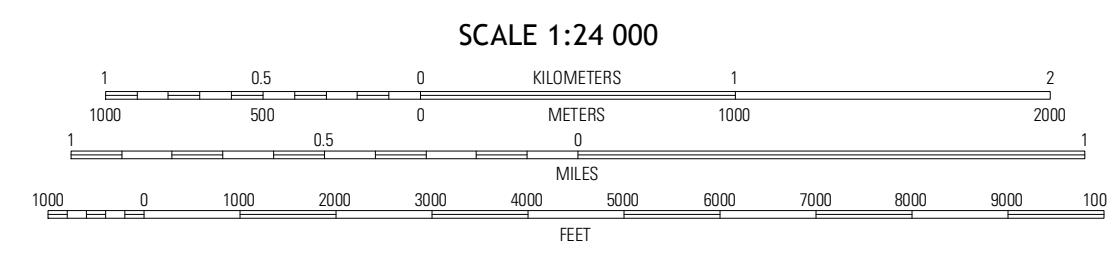 SCALE 1:24 000
1 0.5 0 KILOMETERS 1 2
1000 500 0 METERS 1000 2000
1 0.5 0 1
MILES
1000 0 1000 2000 3000 4000 5000 6000 7000 8000 9000 100
FEET